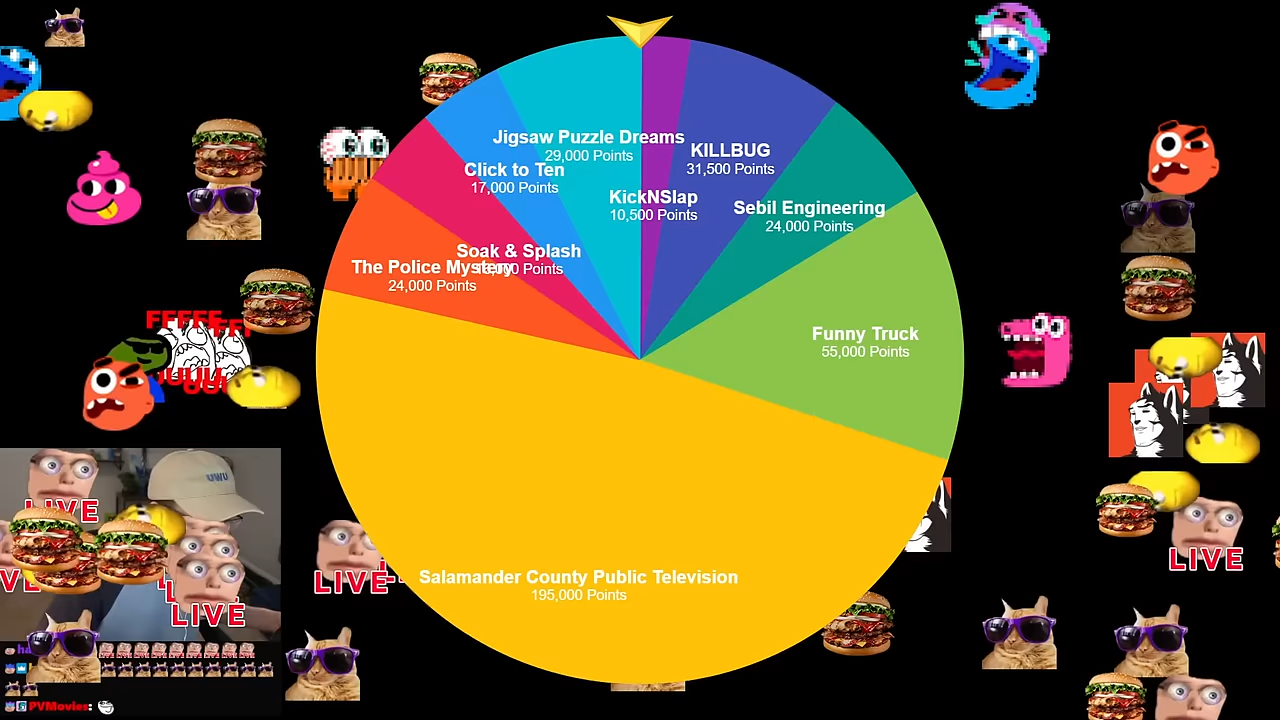 Jigsaw Puzzle Dreams
29,000 Points
KILLBUG
31,500 Points
Click to Ten
17,000 Points
KickNSlap
10,500 Points
Sebil Engineering
24,000 Points
Soak & Splash
Points
The Police Mystery
24,000 Points
Funny Truck
55,000 Points
Salamander County Public Television
195,000 Points
UWU
LIVE
LIVE
LIVE
LIVE
PVMovies: